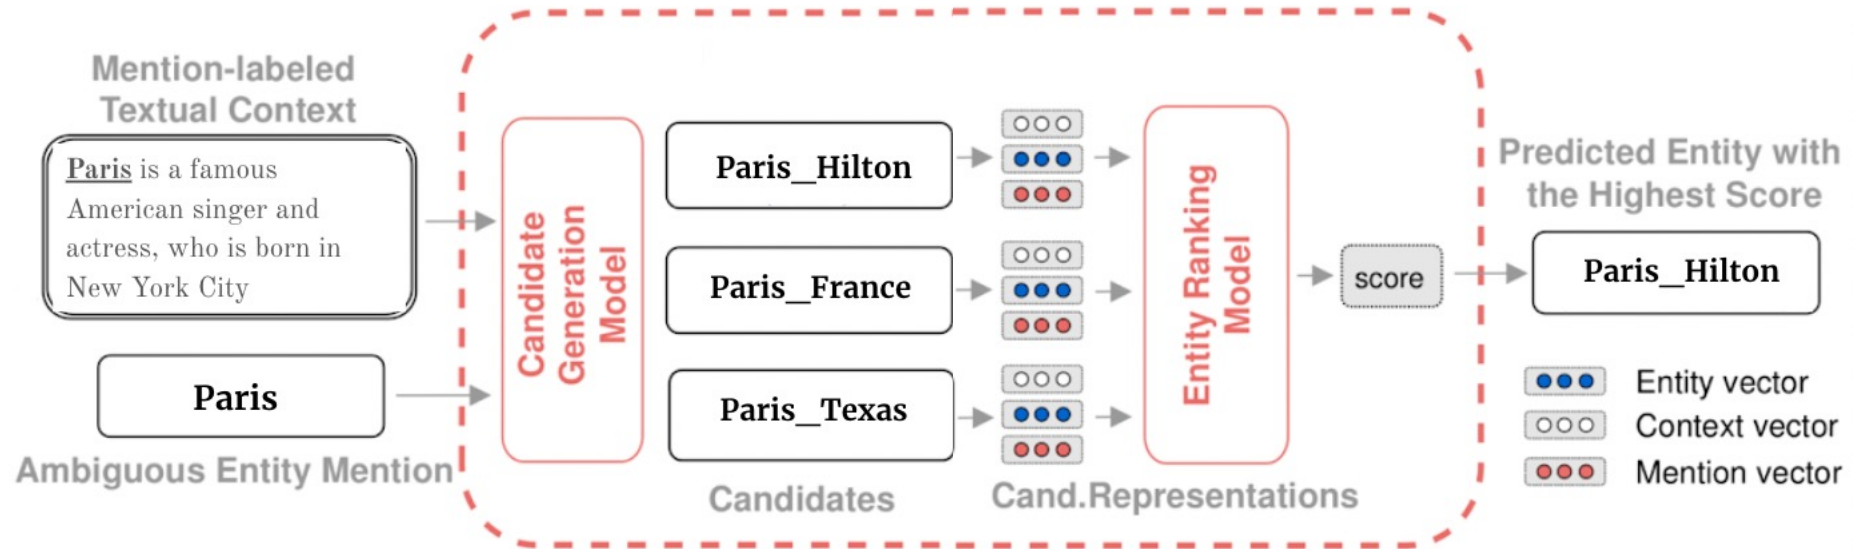 Mention-labeled
Textual Context
Paris is a famous
American singer and
actress, who is born in
New York City
Paris
Ambiguous Entity Mention
Candidate
Generation
Model
Paris_Hilton
Paris_France
Paris_Texas
Candidates
Cand.Representations
Entity Ranking
Model
score
Predicted Entity with
the Highest Score
Paris_Hilton
Entity vector
Context vector
Mention vector